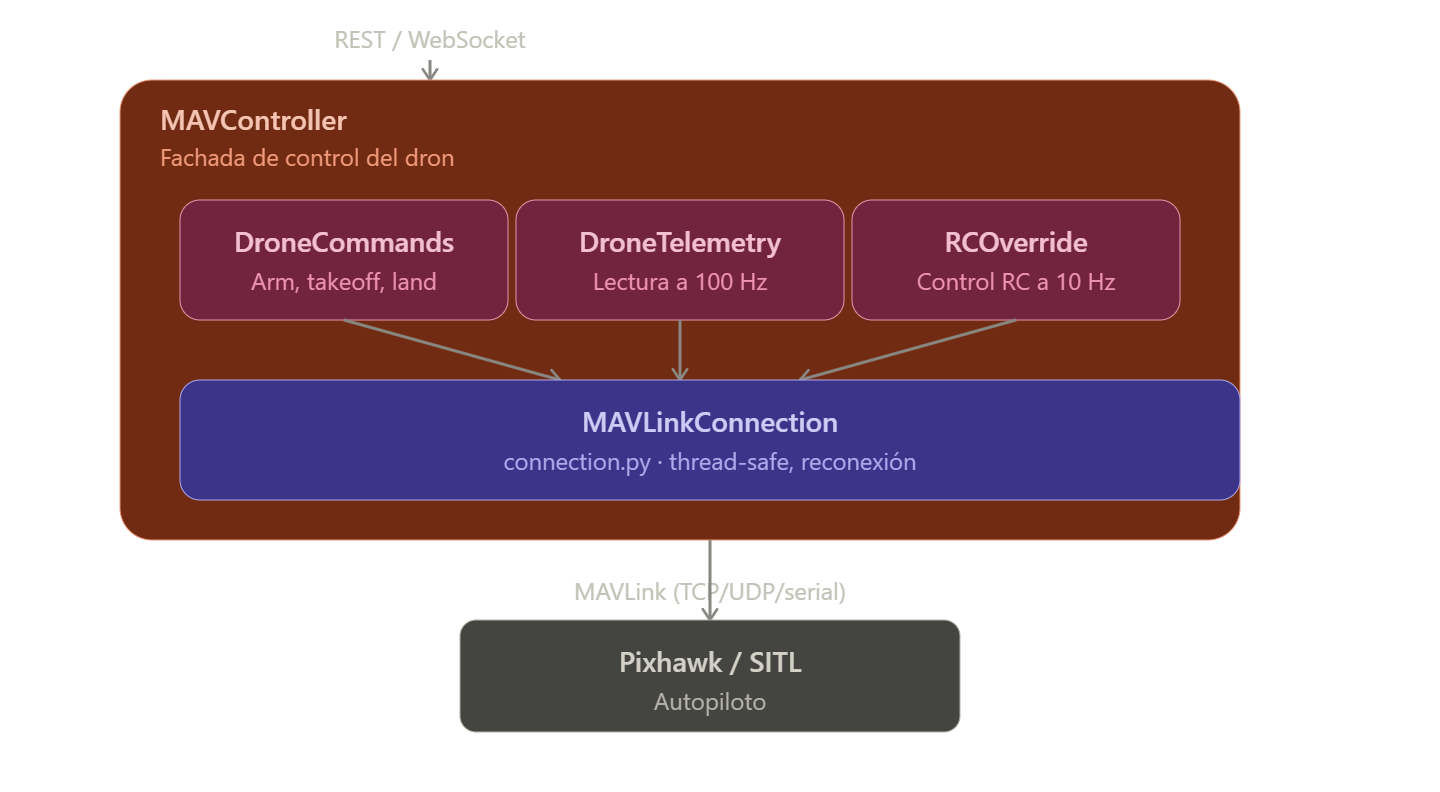 REST / WebSocket
MAVController
Fachada de control del dron
DroneCommands
Arm, takeoff, land
DroneTelemetry
Lectura a 100 Hz
RCOverride
Control RC a 10 Hz
MAVLinkConnection
connection.py · thread-safe, reconexión
MAVLink (TCP/UDP/serial)
Pixhawk / SITL
Autopiloto